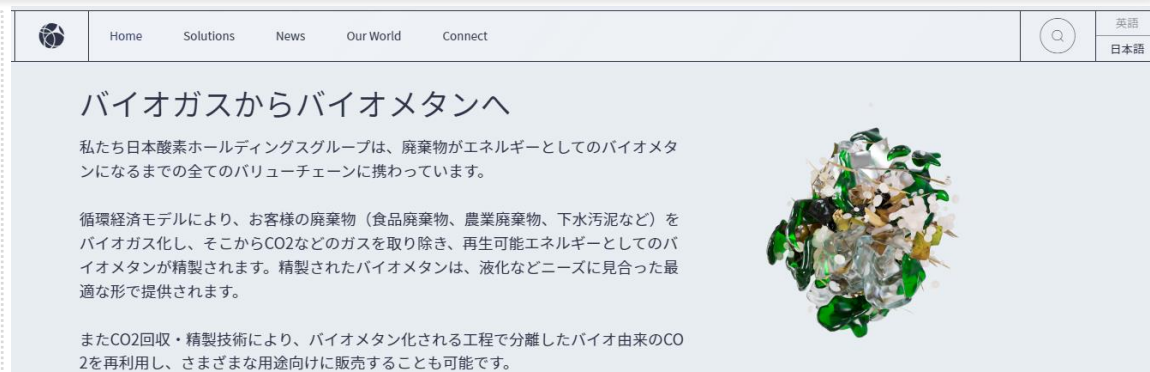 Home Solutions News Our World Connect
英語
日本語
バイオガスからバイオメタンへ
私たち日本酸素ホールディングスグループは、廃棄物がエネルギーとしてのバイオメタ
ンになるまでの全てのバリューチェーンに携わっています。
循環経済モデルにより、お客様の廃棄物（食品廃棄物、農業廃棄物、下水汚泥など）を
バイオガス化し、そこからCO2などのガスを取り除き、再生可能エネルギーとしてのバ
イオメタンが精製されます。精製されたバイオメタンは、液化などニーズに見合った最
適な形で提供されます。
またCO2回収・精製技術により、バイオメタン化される工程で分離したバイオ由来のCO
2を再利用し、さまざまな用途向けに販売することも可能です。